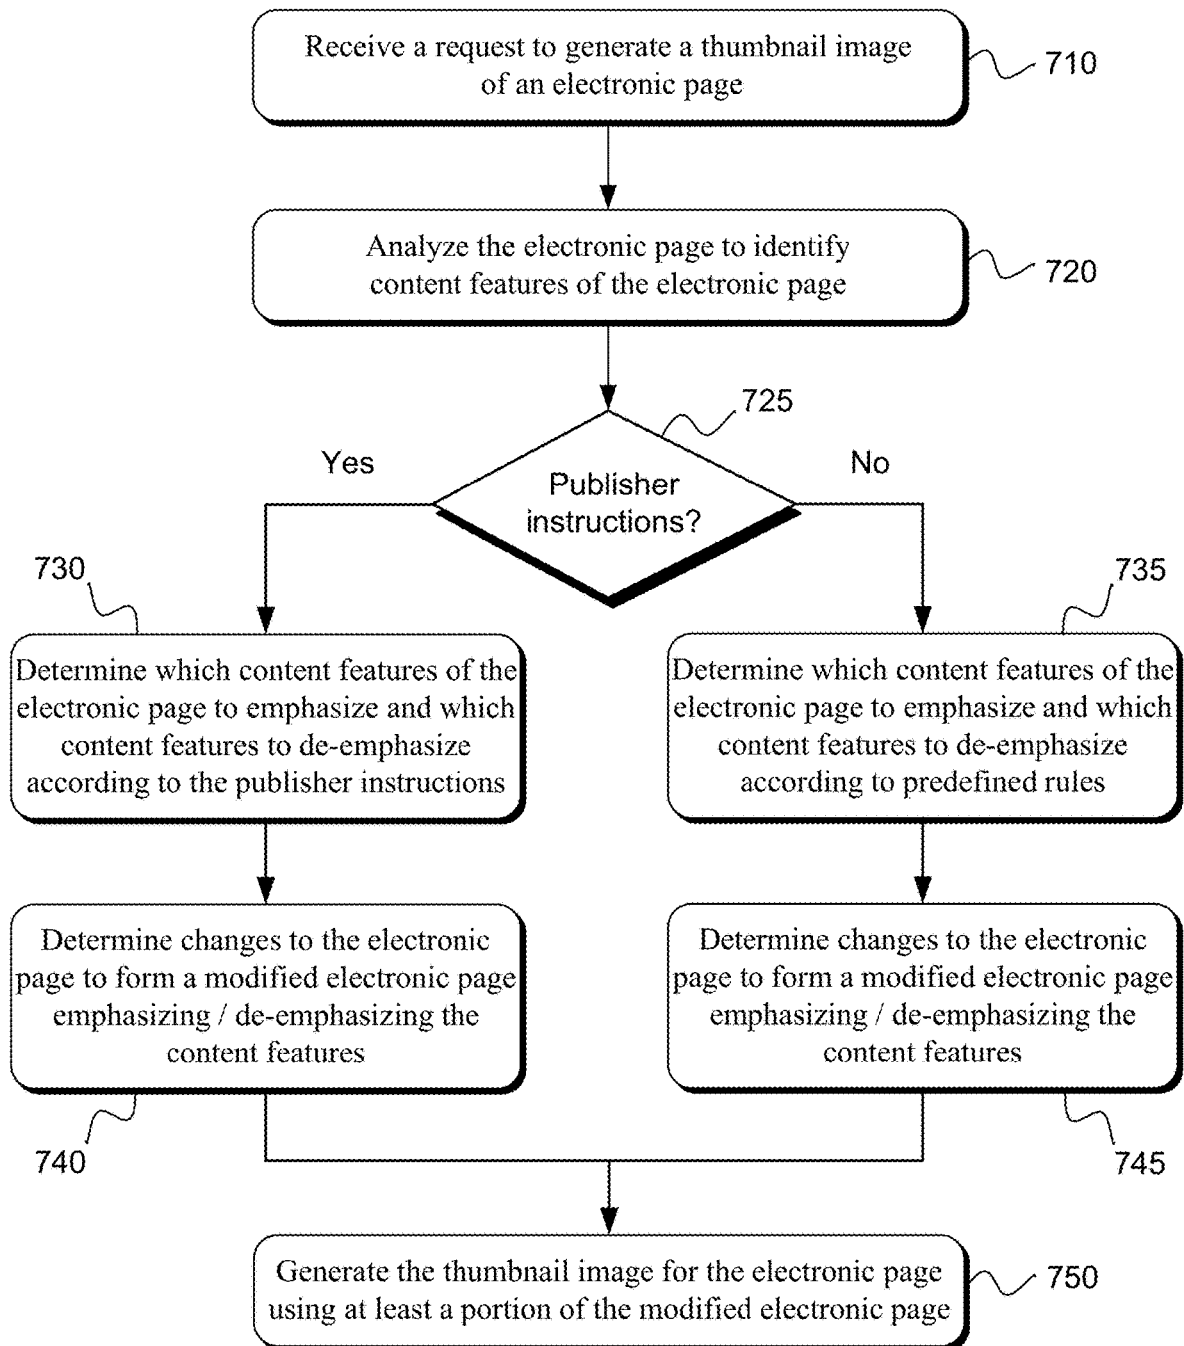 Receive a request to generate a thumbnail image
of an electronic page
710
Analyze the electronic page to identify
content features of the electronic page
720
725
Yes
No
Publisher
instructions?
730
735
Determine which content features of the
electronic page to emphasize and which
content features to de-emphasize
according to the publisher instructions
Determine which content features of the
electronic page to emphasize and which
content features to de-emphasize
according to predefined rules
Determine changes to the electronic
page to form a modified electronic page
emphasizing / de-emphasizing the
content features
Determine changes to the electronic
page to form a modified electronic page
emphasizing / de-emphasizing the
content features
740
745
Generate the thumbnail image for the electronic page
using at least a portion of the modified electronic page
750